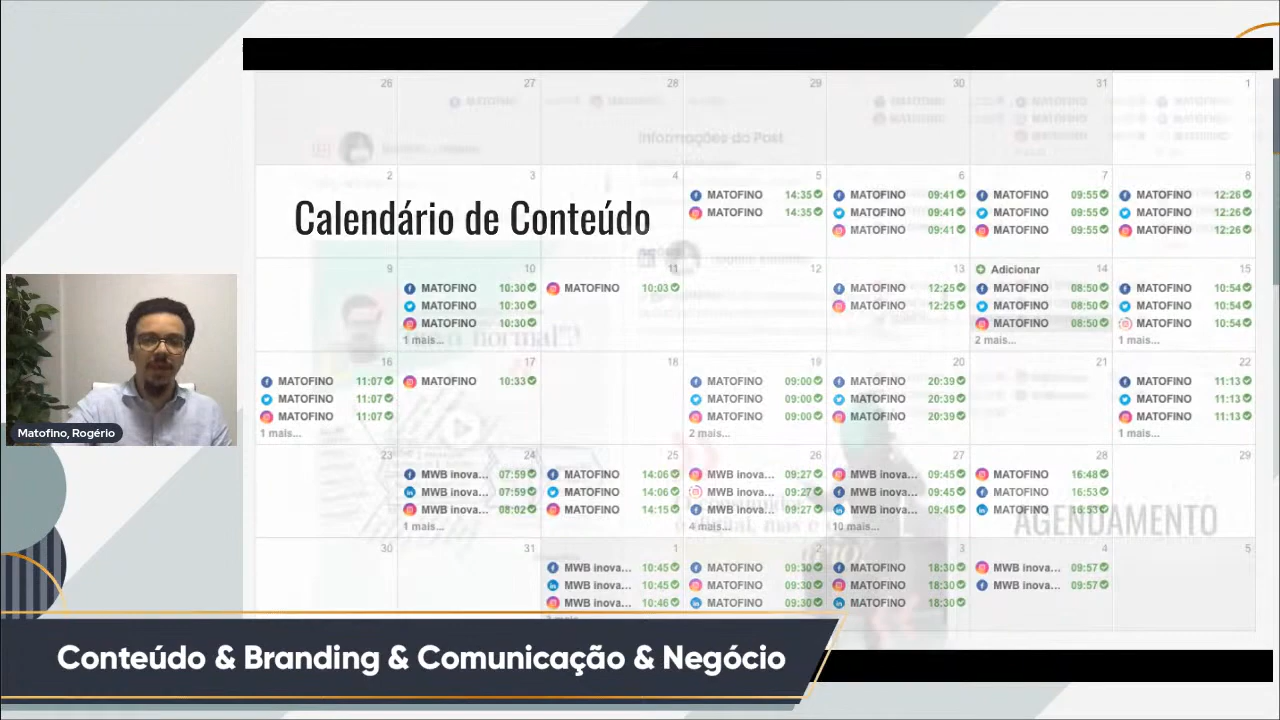 26 27 28 29 30 31 1
MATOFINO
Informações do Post
2 3 4 5 6 7 8
Calendário de Conteúdo
MATOFINO 14:35 MATOFINO 09:41 MATOFINO 09:55 MATOFINO 12:26
MATOFINO 14:35 MATOFINO 09:41 MATOFINO 09:55 MATOFINO 12:26
MATOFINO 09:41 MATOFINO 09:55 MATOFINO 12:26
9 10 11 12 13 Adicionar 14 15
MATOFINO 10:30 MATOFINO 10:03 MATOFINO 12:25 MATOFINO 08:50 MATOFINO 10:54
MATOFINO 10:30 MATOFINO 12:25 MATOFINO 08:50 MATOFINO 10:54
MATOFINO 10:30 MATOFINO 08:50 MATOFINO 10:54
1 mais... 2 mais... 1 mais...
normal"?
16 17 18 19 20 21 22
MATOFINO 11:07 MATOFINO 10:33 MATOFINO 09:00 MATOFINO 20:39 MATOFINO 11:13
MATOFINO 11:07 MATOFINO 09:00 MATOFINO 20:39 MATOFINO 11:13
MATOFINO 11:07 MATOFINO 09:00 MATOFINO 20:39 MATOFINO 11:13
1 mais... 2 mais... 1 mais...
Matofino, Rogério
23 24 25 26 27 28 29
MWB inova... 07:59 MATOFINO 14:06 MWB inova... 09:27 MWB inova... 09:45 MATOFINO 16:48
MWB inova... 07:59 MATOFINO 14:06 MWB inova... 09:27 MWB inova... 09:45 MATOFINO 16:53
MWB inova... 08:02 MATOFINO 14:15 MWB inova... 09:27 MWB inova... 09:45 MATOFINO 16:53
1 mais... 4 mais... 10 mais...
AGENDAMENTO
30 31 1 2 3 4 5
MWB inova... 10:45 MATOFINO 09:30 MATOFINO 18:30 MWB inova... 09:57
MWB inova... 10:45 MATOFINO 09:30 MATOFINO 18:30 MWB inova... 09:57
MWB inova... 10:46 MATOFINO 09:30 MATOFINO 18:30
Conteúdo & Branding & Comunicação & Negócio